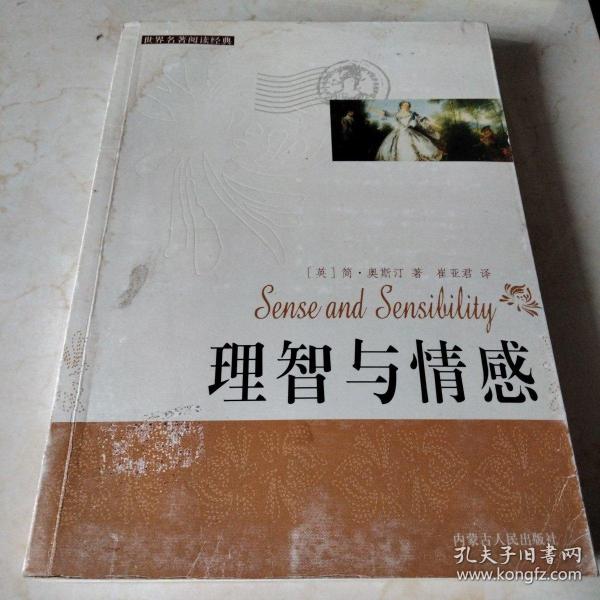 世界名著阅读经典
[英]简·奥斯汀 著 崔亚君 译
Sense and Sensibility
理智与情感
内蒙古人民出版社
孔夫子旧书网
www.kongfz.com